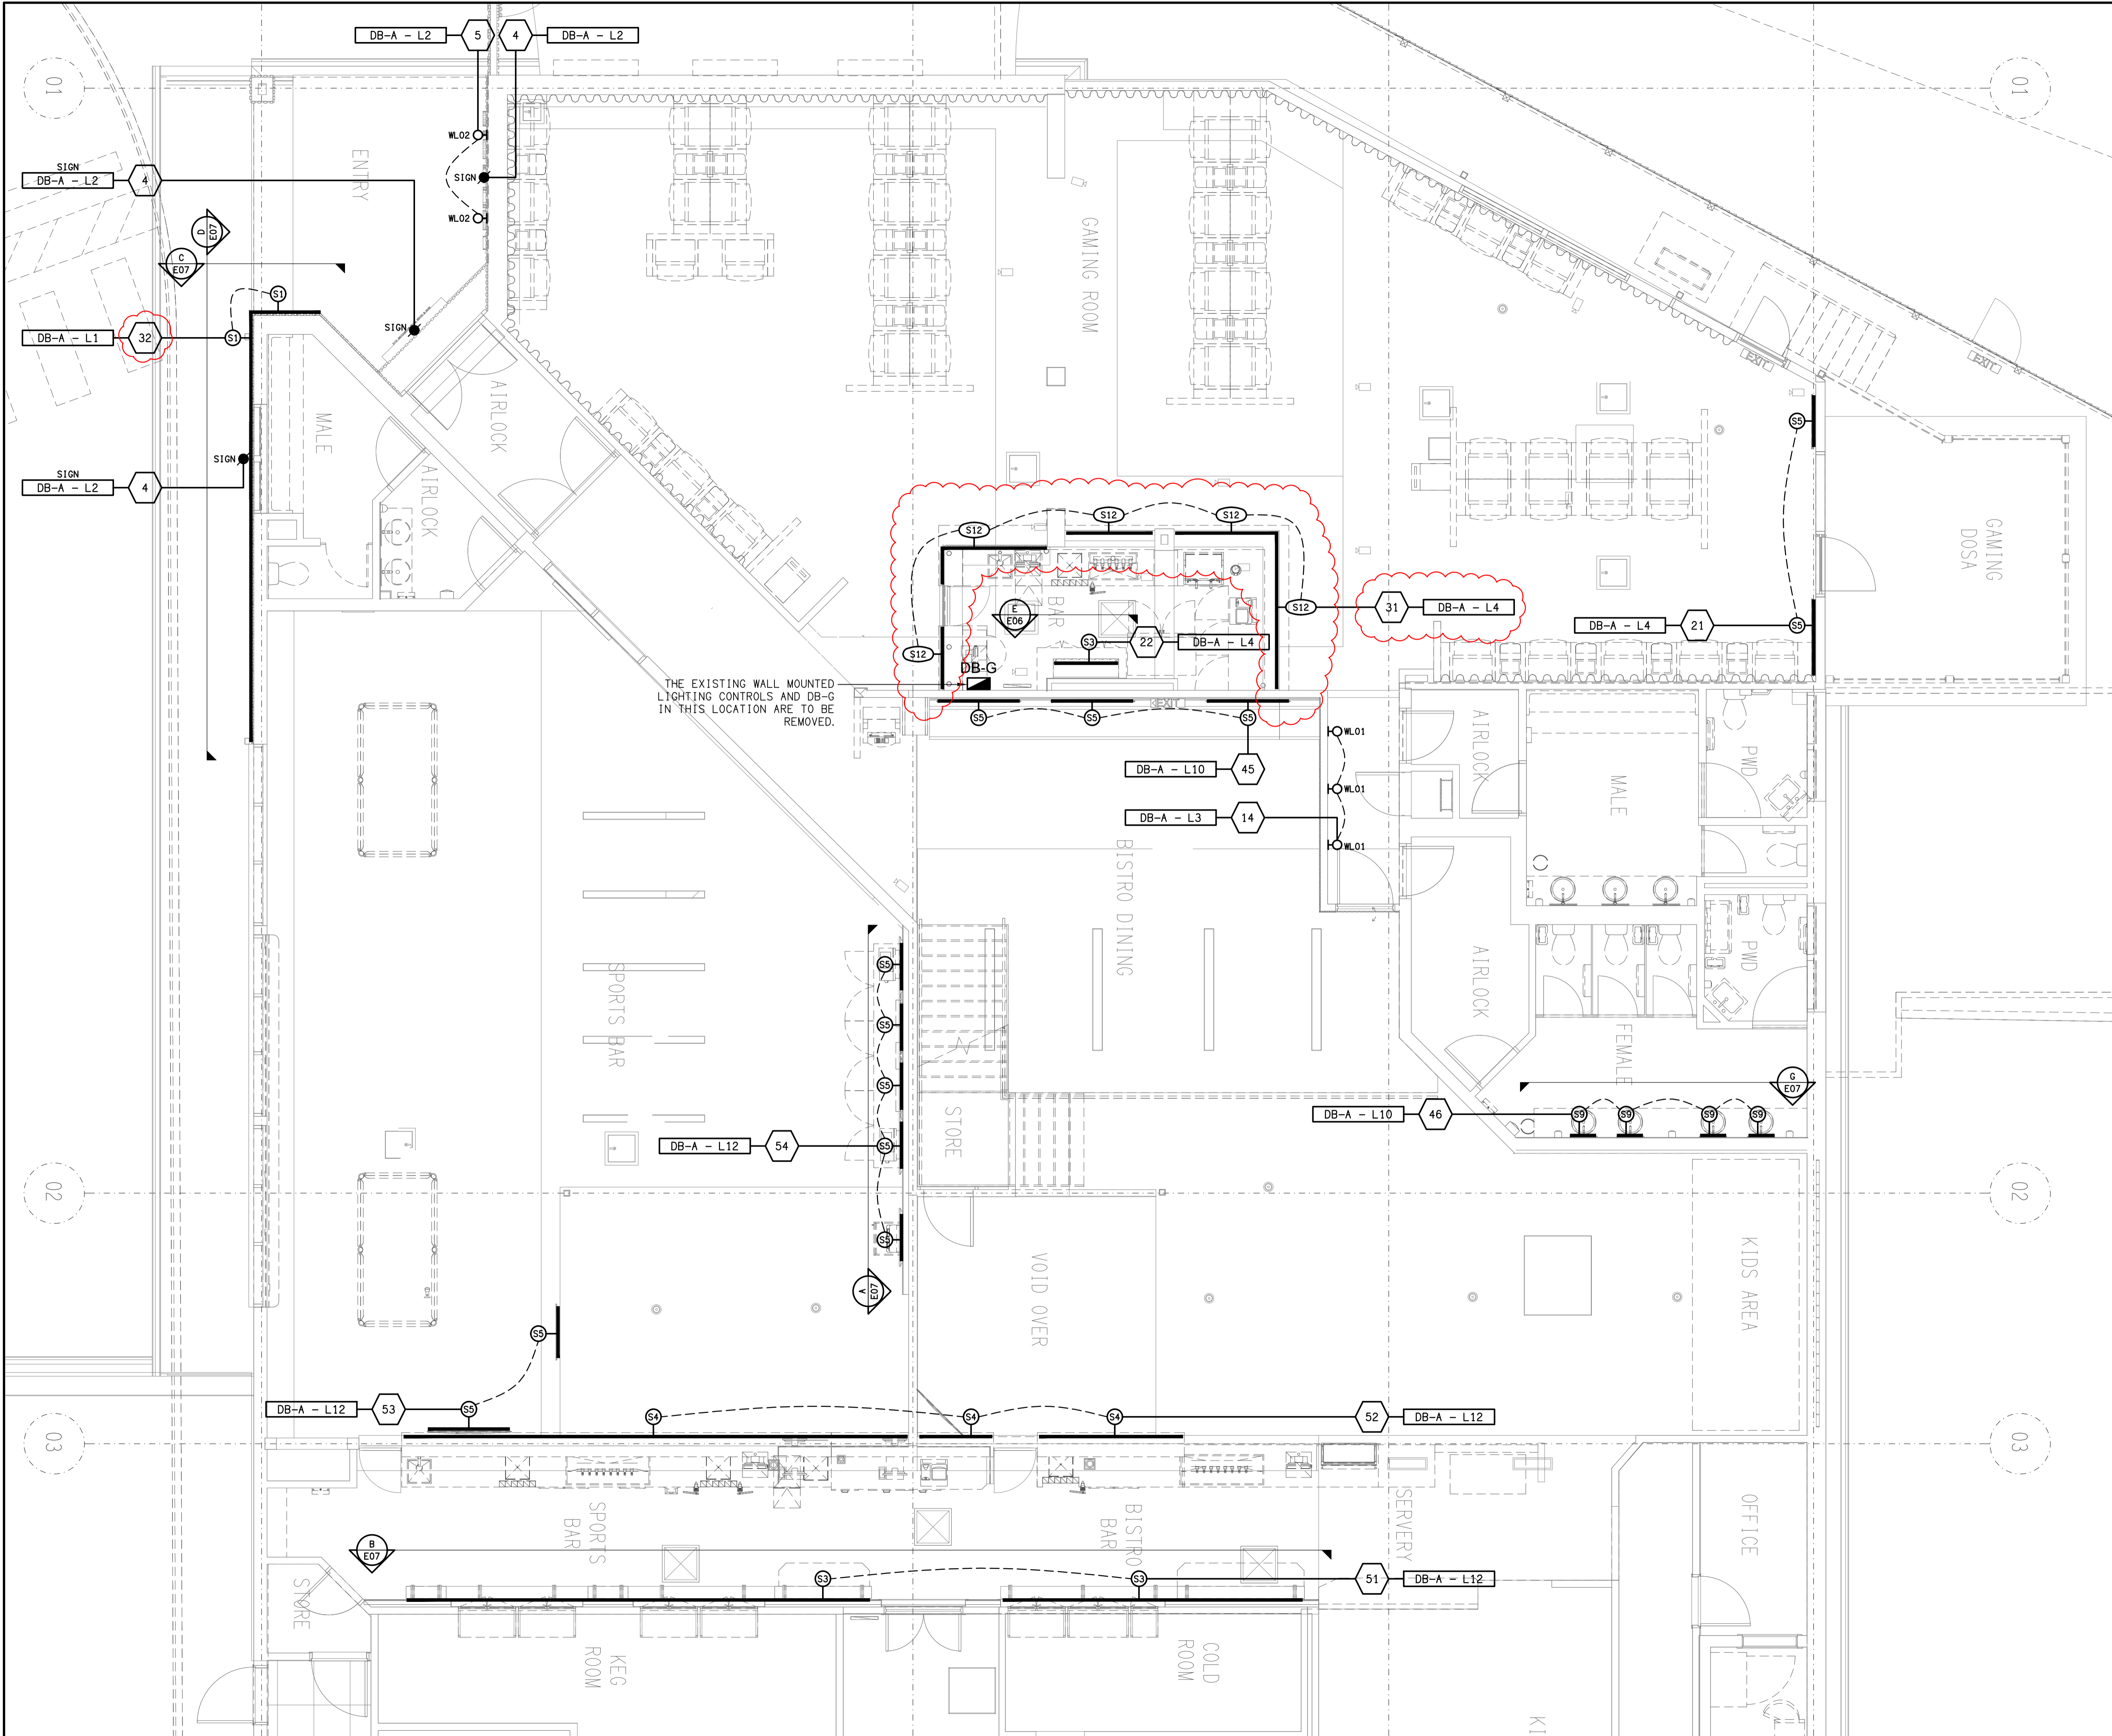 DB-A - L2
5
4
DB-A - L2
01
01
WL02
SIGN
WL02
SIGN
DB-A - L2
4
ENTRY
D
E07
C
E07
GAMING ROOM
S1
S1
DB-A - L1
32
SIGN
MALE
AIRLOCK
AIRLOCK
SIGN
SIGN
DB-A - L2
4
EXIT
EXIT
S5
S5
DB-A - L4
21
GAMING
DOSA
S12
S12
S12
S12
S12
31
DB-A - L4
BAR
E
E06
S3
22
DB-A - L4
DB-G
THE EXISTING WALL MOUNTED
LIGHTING CONTROLS AND DB-G
IN THIS LOCATION ARE TO BE
REMOVED.
EXIT
S5
S5
S5
DB-A - L10
45
WL01
WL01
WL01
DB-A - L3
14
AIRLOCK
MALE
PWD
BISTRO DINING
AIRLOCK
PWD
FEMALE
SPORTS BAR
S5
S5
S5
S5
S5
DB-A - L12
54
STORE
A
E07
G
E07
DB-A - L10
46
S9
S9
S9
S9
02
02
VOID OVER
KIDS AREA
S5
DB-A - L12
53
S5
S4
S4
S4
52
DB-A - L12
03
03
SPORTS
BAR
BISTRO
BAR
SERVERY
OFFICE
B
E07
STORE
S3
S3
51
DB-A - L12
KEG
ROOM
COLD
ROOM